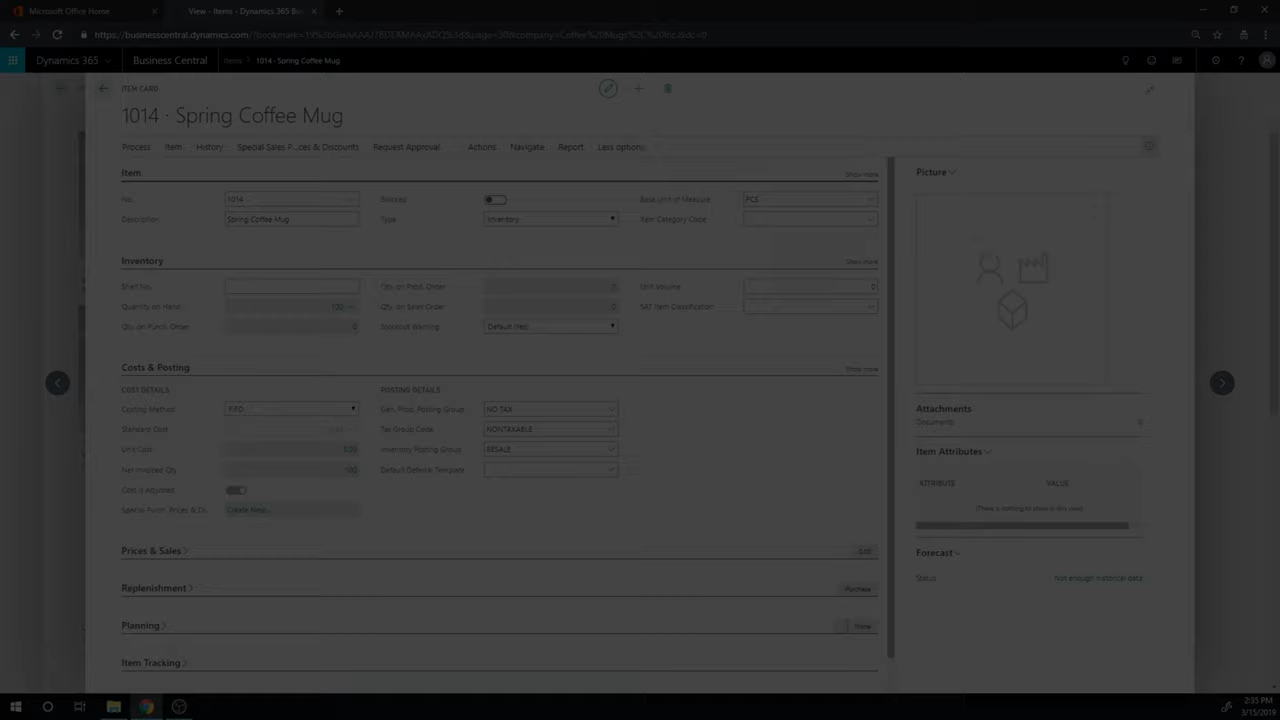 Microsoft Office Home
View - Items - Dynamics 365 Bus
Dynamics 365
Business Central
Items
1014 · Spring Coffee Mug
ITEM CARD
1014 · Spring Coffee Mug
Process
Item
History
Special Sales Prices & Discounts
Request Approval
Actions
Navigate
Report
Less options
Item
Show more
No.
1014
Blocked
Base Unit of Measure
PCS
Description
Spring Coffee Mug
Type
Inventory
Item Category Code
Inventory
Show more
Shelf No.
Qty. on Prod. Order
0
Unit Volume
0
Quantity on Hand
100
Qty. on Sales Order
0
SAT Item Classification
Qty. on Purch. Order
0
Stockout Warning
Default (Yes)
Costs & Posting
Show more
COST DETAILS
POSTING DETAILS
Costing Method
FIFO
Gen. Prod. Posting Group
NO TAX
Standard Cost
Tax Group Code
NONTAXABLE
Unit Cost
Inventory Posting Group
RESALE
Net Invoiced Qty.
100
Default Deferral Template
Cost is Adjusted
Special Purch. Prices & Di...
Create New...
Prices & Sales
0.00
Replenishment
Purchase
Planning
None
Item Tracking
Picture
Attachments
Documents
0
Item Attributes
ATTRIBUTE
VALUE
(There is nothing to show in this view)
Forecast
Status
Not enough historical data
2:35 PM
3/15/2019